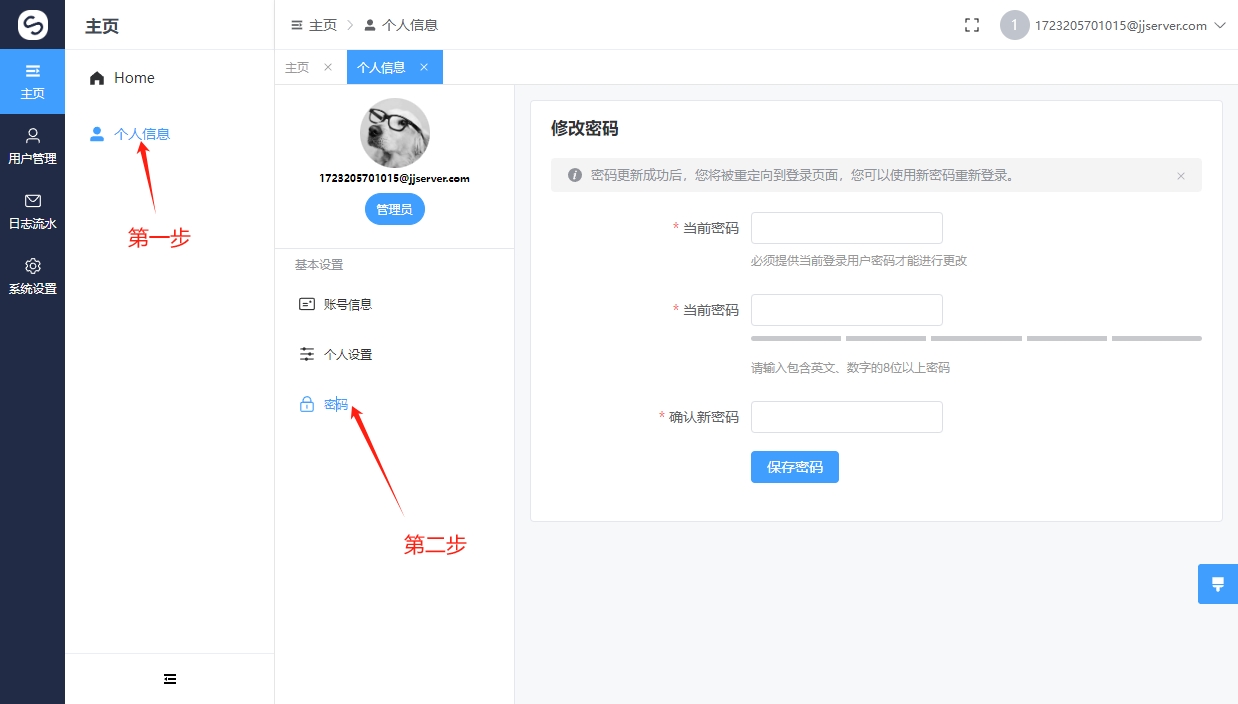 主页
用户管理
日志流水
系统设置
主页
Home
个人信息
第一步
主页
个人信息
1
1723205701015@jjserver.com
主页
个人信息
1723205701015@jjserver.com
管理员
基本设置
账号信息
个人设置
密码
第二步
修改密码
密码更新成功后，您将被重定向到登录页面，您可以使用新密码重新登录。
* 当前密码
必须提供当前登录用户密码才能进行更改
* 当前密码
请输入包含英文、数字的8位以上密码
* 确认新密码
保存密码